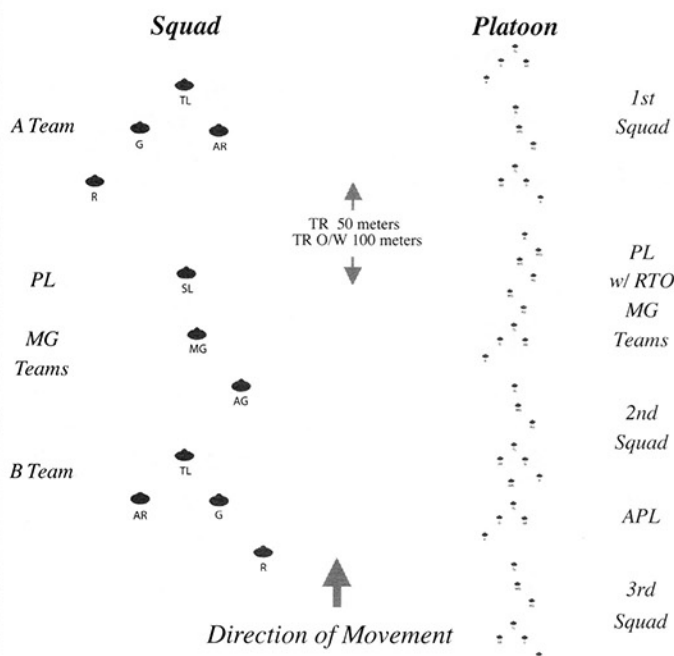 Squad
Platoon
TL
A Team
G
AR
R
1st
Squad
TR 50 meters
TR O/W 100 meters
PL
SL
MG
Teams
MG
AG
PL
w/ RTO
MG
Teams
TL
B Team
AR
G
R
2nd
Squad
APL
3rd
Squad
Direction of Movement